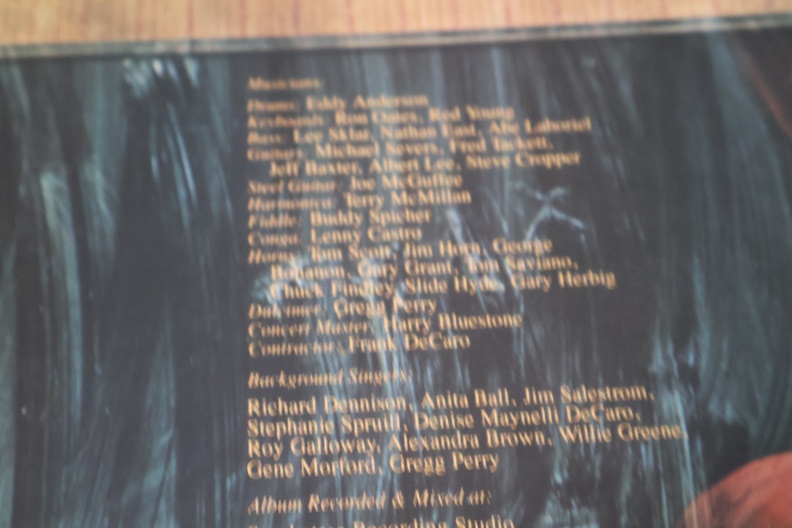 Musicians:
Drums: Eddy Anderson
Keyboards: Ron Oates, Red Young
Bass: Lee Sklar, Nathan East, Abe Laboriel
Guitars: Michael Severs, Fred Tackett,
Jeff Baxter, Albert Lee, Steve Cropper
Steel Guitar: Joe McGuffee
Harmonica: Terry McMillan
Fiddle: Buddy Spicher
Conga: Lenny Castro
Horns: Tom Scott, Jim Horn, George
Bohanon, Gary Grant, Tom Saviano,
Chuck Findley, Slide Hyde, Gary Herbig
Gregg Perry
Concert Master: Harry Bluestone
Contractor: Frank DeCaro
Background Singers:
Richard Dennison, Anita Ball, Jim Salestrom,
Stephanie Spruill, Denise Maynelli DeCaro,
Roy Galloway, Alexandra Brown, Willie Greene,
Gene Morford, Gregg Perry
Album Recorded & Mixed at:
Recording Studio